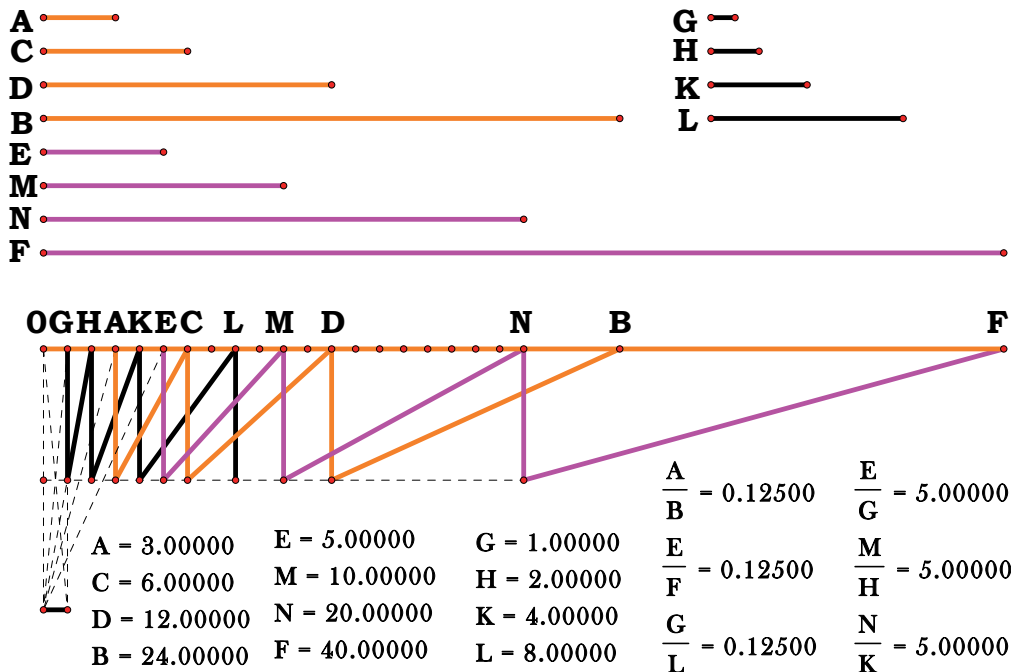 A
C
D
B
E
M
N
F
G
H
K
L
0 G H A K E C L M D N B F
A = 3.00000
C = 6.00000
D = 12.00000
B = 24.00000
E = 5.00000
M = 10.00000
N = 20.00000
F = 40.00000
G = 1.00000
H = 2.00000
K = 4.00000
L = 8.00000
A
B
= 0.12500
E
F
= 0.12500
G
L
= 0.12500
E
G
= 5.00000
M
H
= 5.00000
N
K
= 5.00000